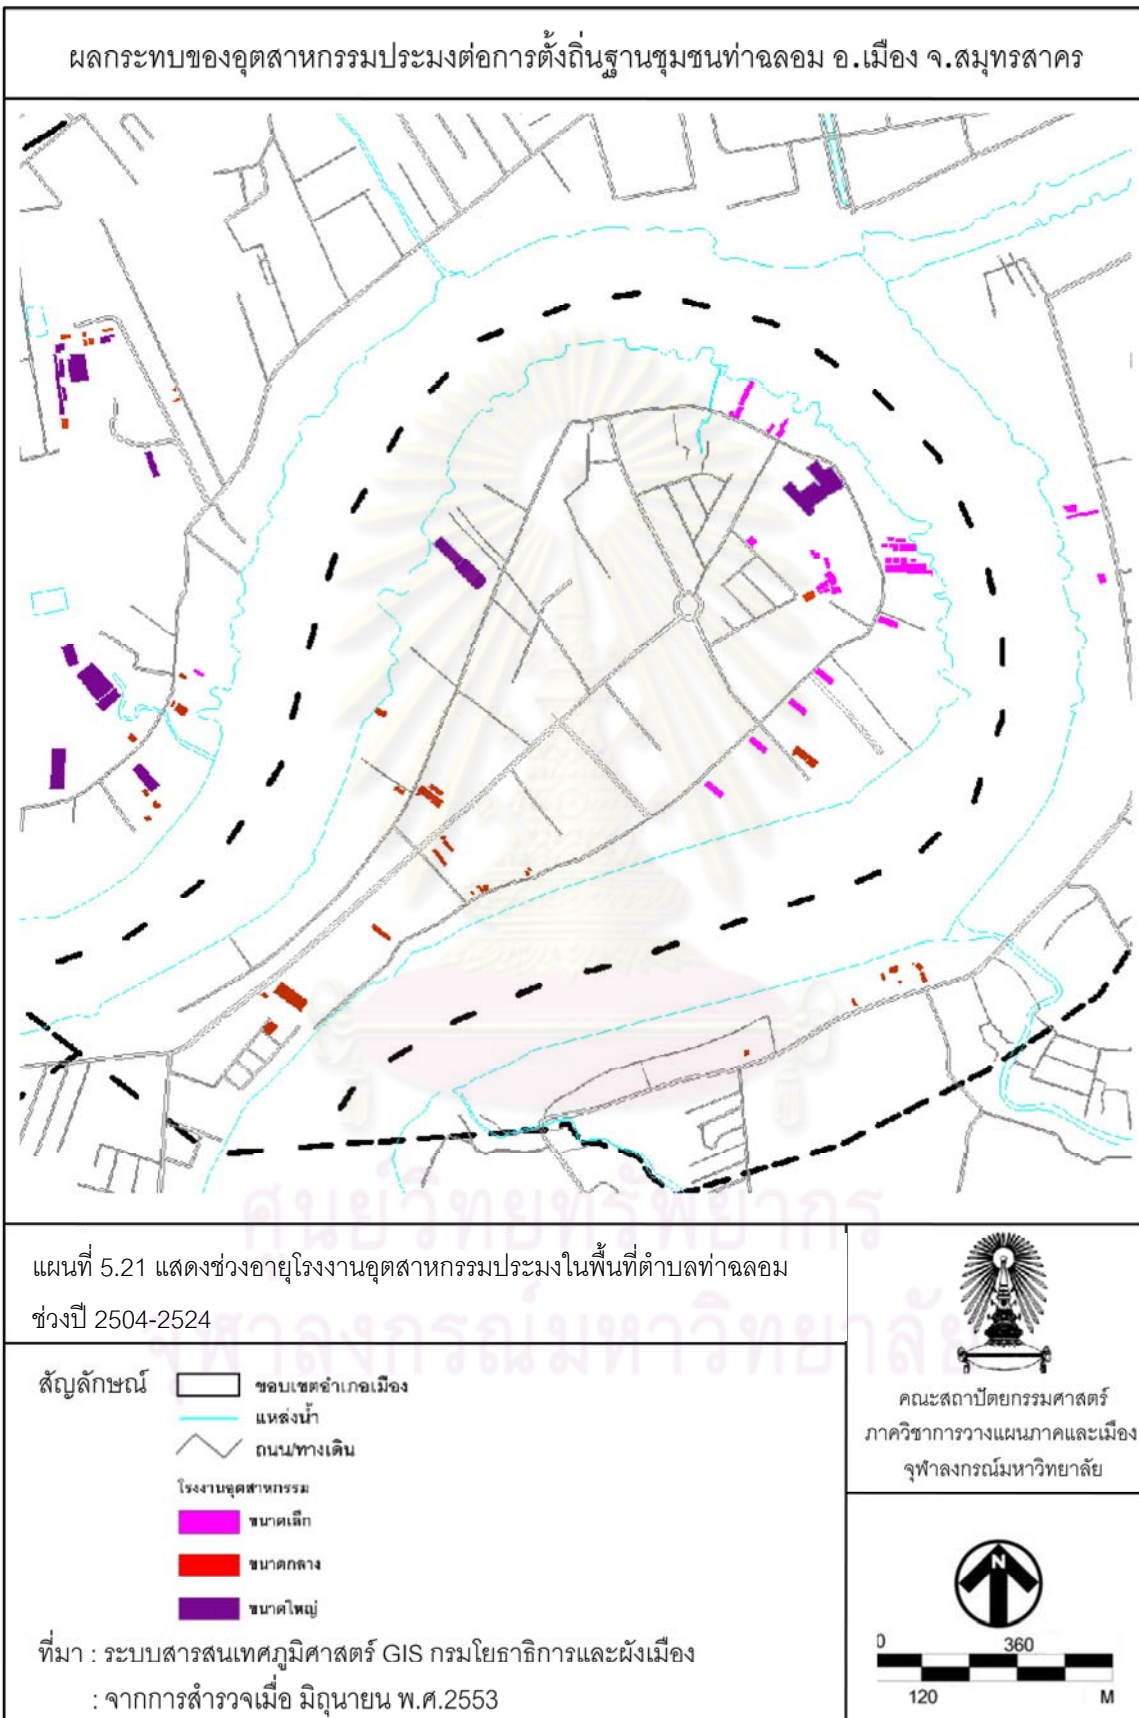 ผลกระทบของอุตสาหกรรมประมงต่อการตั้งถิ่นฐานชุมชนท่าฉลอม อ.เมือง จ.สมุทรสาคร
ศูนย์วิทยทรัพยากร
จุฬาลงกรณ์มหาวิทยาลัย
แผนที่ 5.21 แสดงช่วงอายุโรงงานอุตสาหกรรมประมงในพื้นที่ตำบลท่าฉลอม
ช่วงปี 2504-2524
สัญลักษณ์
ขอบเขตอำเภอเมือง
แหล่งน้ำ
ถนน/ทางเดิน
โรงงานอุตสาหกรรม
ขนาดเล็ก
ขนาดกลาง
ขนาดใหญ่
ที่มา : ระบบสารสนเทศภูมิศาสตร์ GIS กรมโยธาธิการและผังเมือง
: จากการสำรวจเมื่อ มิถุนายน พ.ศ.2553
คณะสถาปัตยกรรมศาสตร์
ภาควิชาการวางแผนภาคและเมือง
จุฬาลงกรณ์มหาวิทยาลัย
N
0 360
120 M